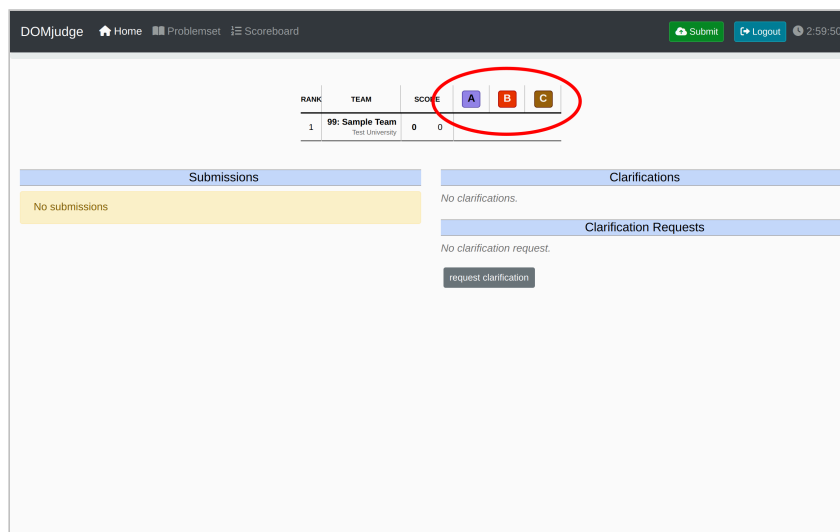 DOMjudge Home Problemset Scoreboard Submit Logout 2:59:50
RANK TEAM SCORE A B C
1 99: Sample Team 0 0
Test University
Submissions
No submissions
Clarifications
No clarifications.
Clarification Requests
No clarification request.
request clarification